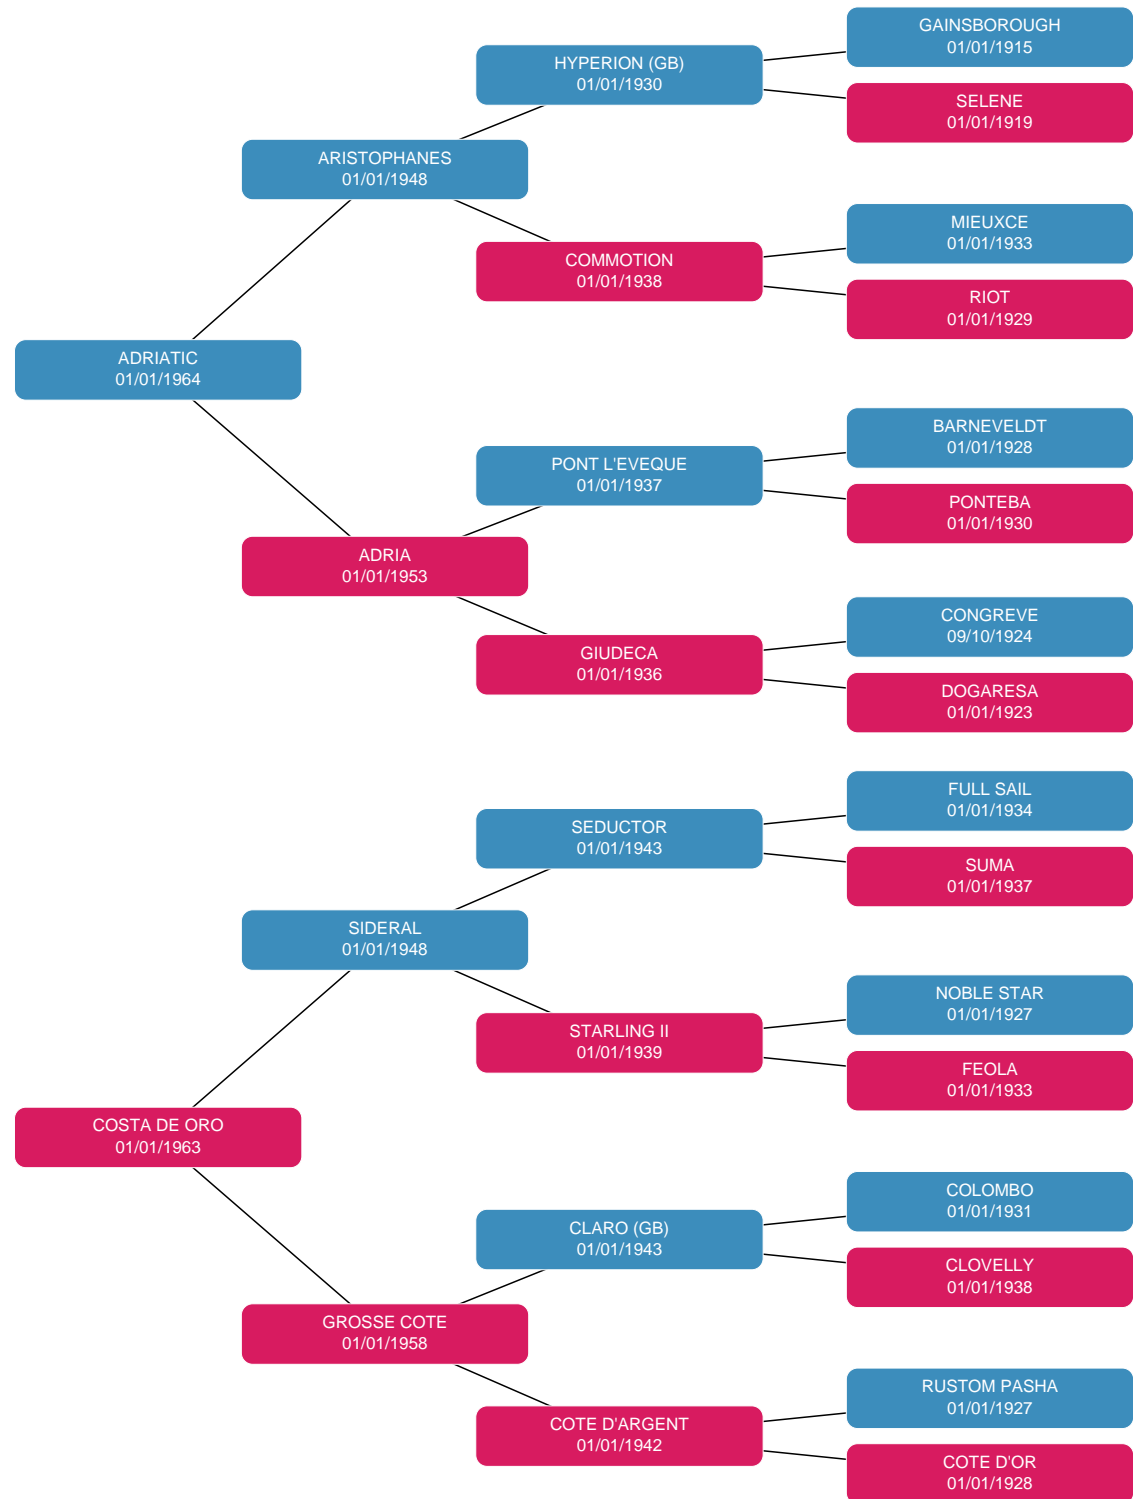 GAINSBOROUGH
01/01/1915
HYPERION (GB)
01/01/1930
SELENE
01/01/1919
ARISTOPHANES
01/01/1948
MIEUXCE
01/01/1933
COMMOTION
01/01/1938
RIOT
01/01/1929
ADRIATIC
01/01/1964
BARNEVELDT
01/01/1928
PONT L'EVEQUE
01/01/1937
PONTEBA
01/01/1930
ADRIA
01/01/1953
CONGREVE
09/10/1924
GIUDECA
01/01/1936
DOGARESA
01/01/1923
FULL SAIL
01/01/1934
SEDUCTOR
01/01/1943
SUMA
01/01/1937
SIDERAL
01/01/1948
NOBLE STAR
01/01/1927
STARLING II
01/01/1939
FEOLA
01/01/1933
COSTA DE ORO
01/01/1963
COLOMBO
01/01/1931
CLARO (GB)
01/01/1943
CLOVELLY
01/01/1938
GROSSE COTE
01/01/1958
RUSTOM PASHA
01/01/1927
COTE D'ARGENT
01/01/1942
COTE D'OR
01/01/1928